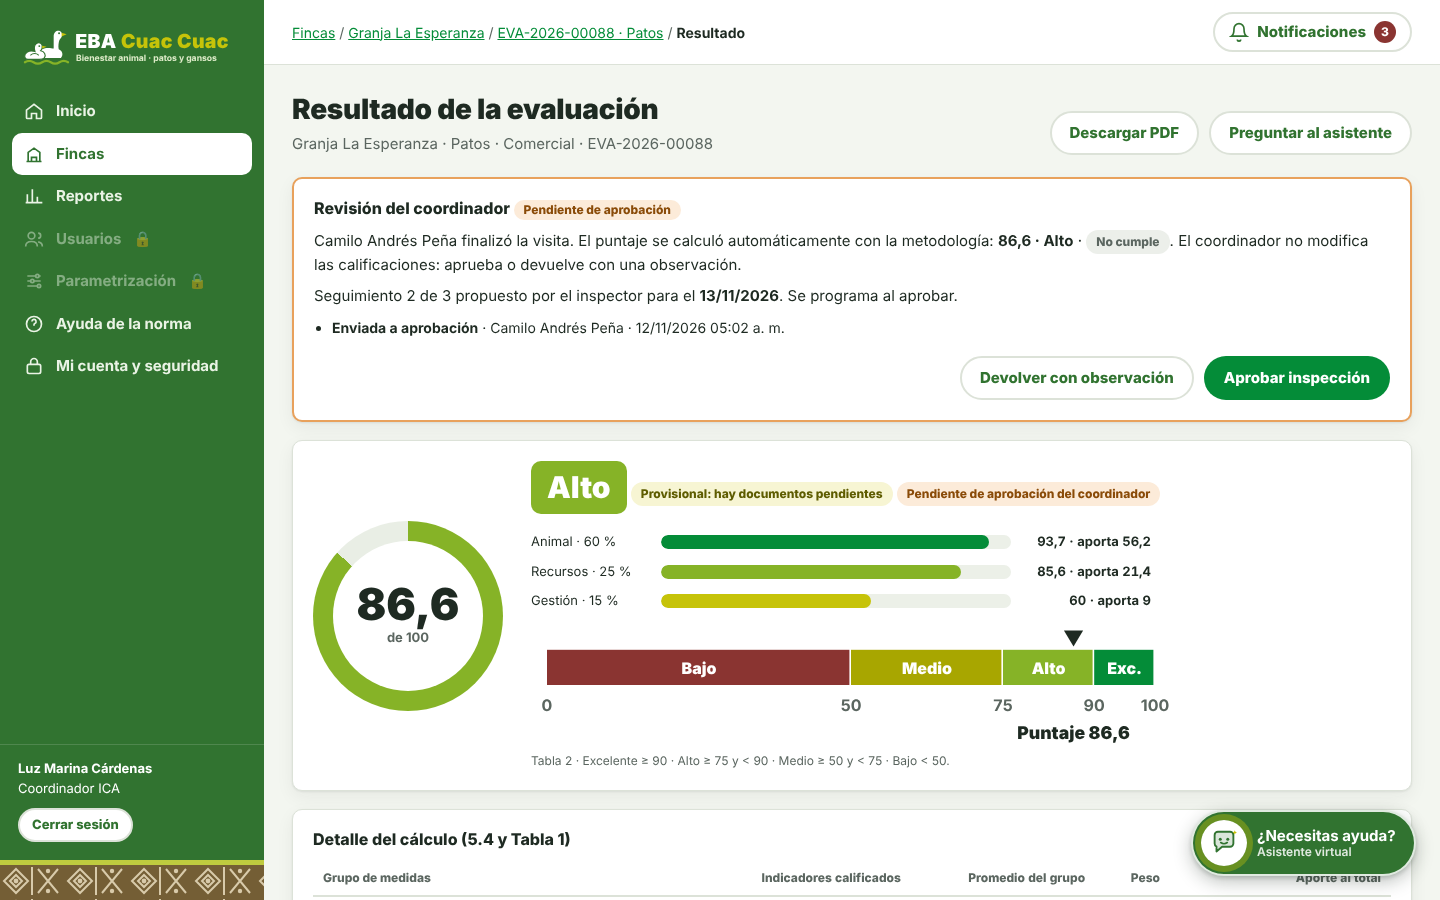 EBA Cuac Cuac
Bienestar animal · patos y gansos
Inicio
Fincas
Reportes
Usuarios
Parametrización
Ayuda de la norma
Mi cuenta y seguridad
Luz Marina Cárdenas
Coordinador ICA
Cerrar sesión
Fincas / Granja La Esperanza / EVA-2026-00088 · Patos / Resultado
Notificaciones 3
Resultado de la evaluación
Granja La Esperanza · Patos · Comercial · EVA-2026-00088
Descargar PDF
Preguntar al asistente
Revisión del coordinador Pendiente de aprobación
Camilo Andrés Peña finalizó la visita. El puntaje se calculó automáticamente con la metodología: 86,6 · Alto · No cumple. El coordinador no modifica
las calificaciones: aprueba o devuelve con una observación.
Seguimiento 2 de 3 propuesto por el inspector para el 13/11/2026. Se programa al aprobar.
• Enviada a aprobación · Camilo Andrés Peña · 12/11/2026 05:02 a. m.
Devolver con observación
Aprobar inspección
86,6
de 100
Alto Provisional: hay documentos pendientes Pendiente de aprobación del coordinador
Animal · 60 % 93,7 · aporta 56,2
Recursos · 25 % 85,6 · aporta 21,4
Gestión · 15 % 60 · aporta 9
Bajo Medio Alto Exc.
0 50 75 90 100
Puntaje 86,6
Tabla 2 · Excelente ≥ 90 · Alto ≥ 75 y < 90 · Medio ≥ 50 y < 75 · Bajo < 50.
Detalle del cálculo (5.4 y Tabla 1)
Grupo de medidas Indicadores calificados Promedio del grupo Peso Aporte al total
¿Necesitas ayuda?
Asistente virtual